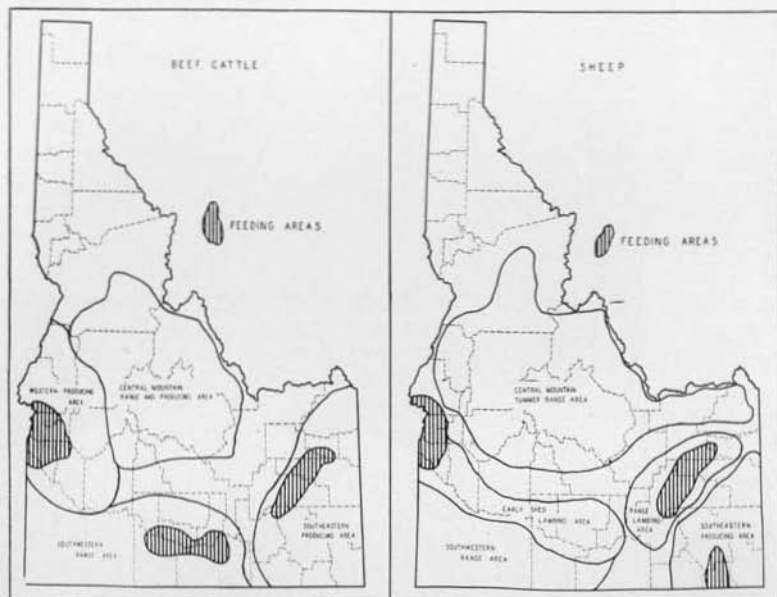 BEEF CATTLE
FEEDING AREAS
WESTERN PRODUCING
AREA
CENTRAL MOUNTAIN
RANGE AND PRODUCING AREA
SOUTHWESTERN
RANGE AREA
SOUTHEASTERN
PRODUCING AREA
SHEEP
FEEDING AREAS
CENTRAL MOUNTAIN
SUMMER RANGE AREA
EARLY SHED
LAMBING AREA
RANGE
LAMBING
AREA
SOUTHEASTERN
PRODUCING AREA
SOUTHWESTERN
RANGE AREA